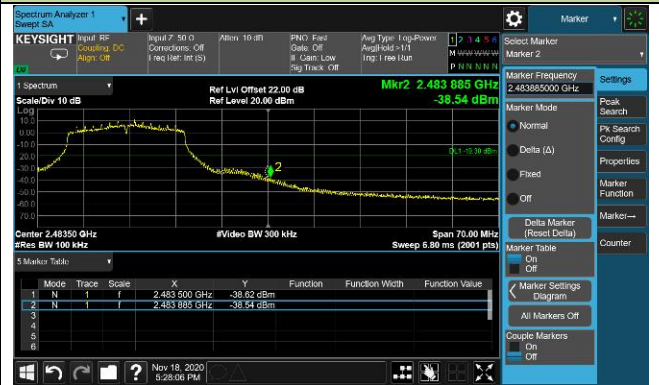 Spectrum Analyzer 1
Swept SA
+
Marker
KEYSIGHT Input: RF Input Z: 50 Ω Atten: 10 dB PNO: Fast Avg Type: Log-Power 1 2 3 4 5 6
Coupling: DC Corrections: Off Gate: Off Avg|Hold: >1/1 M W W W W W
Align: Off Freq Ref: Int (S) IF Gain: Low Trig: Free Run
Sig Track: Off P N N N N N
LXI
Select Marker
Marker 2
1 Spectrum
Scale/Div 10 dB
Ref Lvl Offset 22.00 dB
Ref Level 20.00 dBm
Mkr2 2.483 885 GHz
-38.54 dBm
Log
10.0
0.00
-10.0
-20.0
-30.0
-40.0
-50.0
-60.0
-70.0
2
Center 2.48350 GHz #Video BW 300 kHz Span 70.00 MHz
#Res BW 100 kHz Sweep 6.80 ms (2001 pts)
5 Marker Table
Mode Trace Scale X Y Function Function Width Function Value
1 N 1 f 2.483 500 GHz -38.62 dBm
2 N 1 f 2.483 885 GHz -38.54 dBm
3
4
5
6
Marker Frequency
2.483885000 GHz
Marker Mode
Normal
Delta (Δ)
Fixed
Off
Delta Marker
(Reset Delta)
Marker Table
On
Off
Marker Settings
Diagram
All Markers Off
Couple Markers
On
Off
Settings
Peak
Search
Pk Search
Config
Properties
Marker
Function
Marker→
Counter
?
Nov 18, 2020
5:28:06 PM